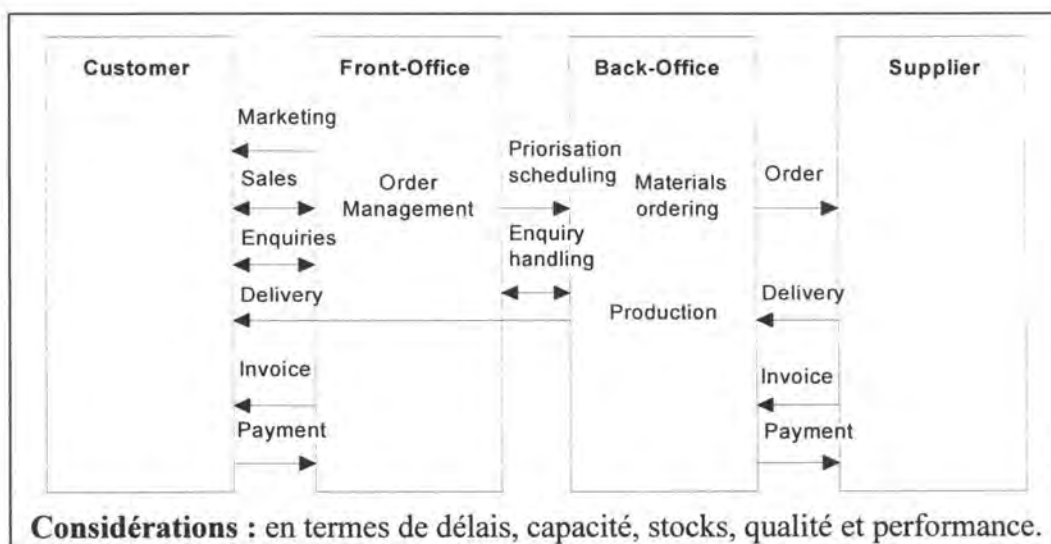 Customer Front-Office Back-Office Supplier
Marketing
Priorisation
scheduling
Sales
Order
Management
Materials
ordering
Order
Enquiries
Enquiry
handling
Delivery
Production
Delivery
Invoice
Invoice
Payment
Payment
Considérations : en termes de délais, capacité, stocks, qualité et performance.